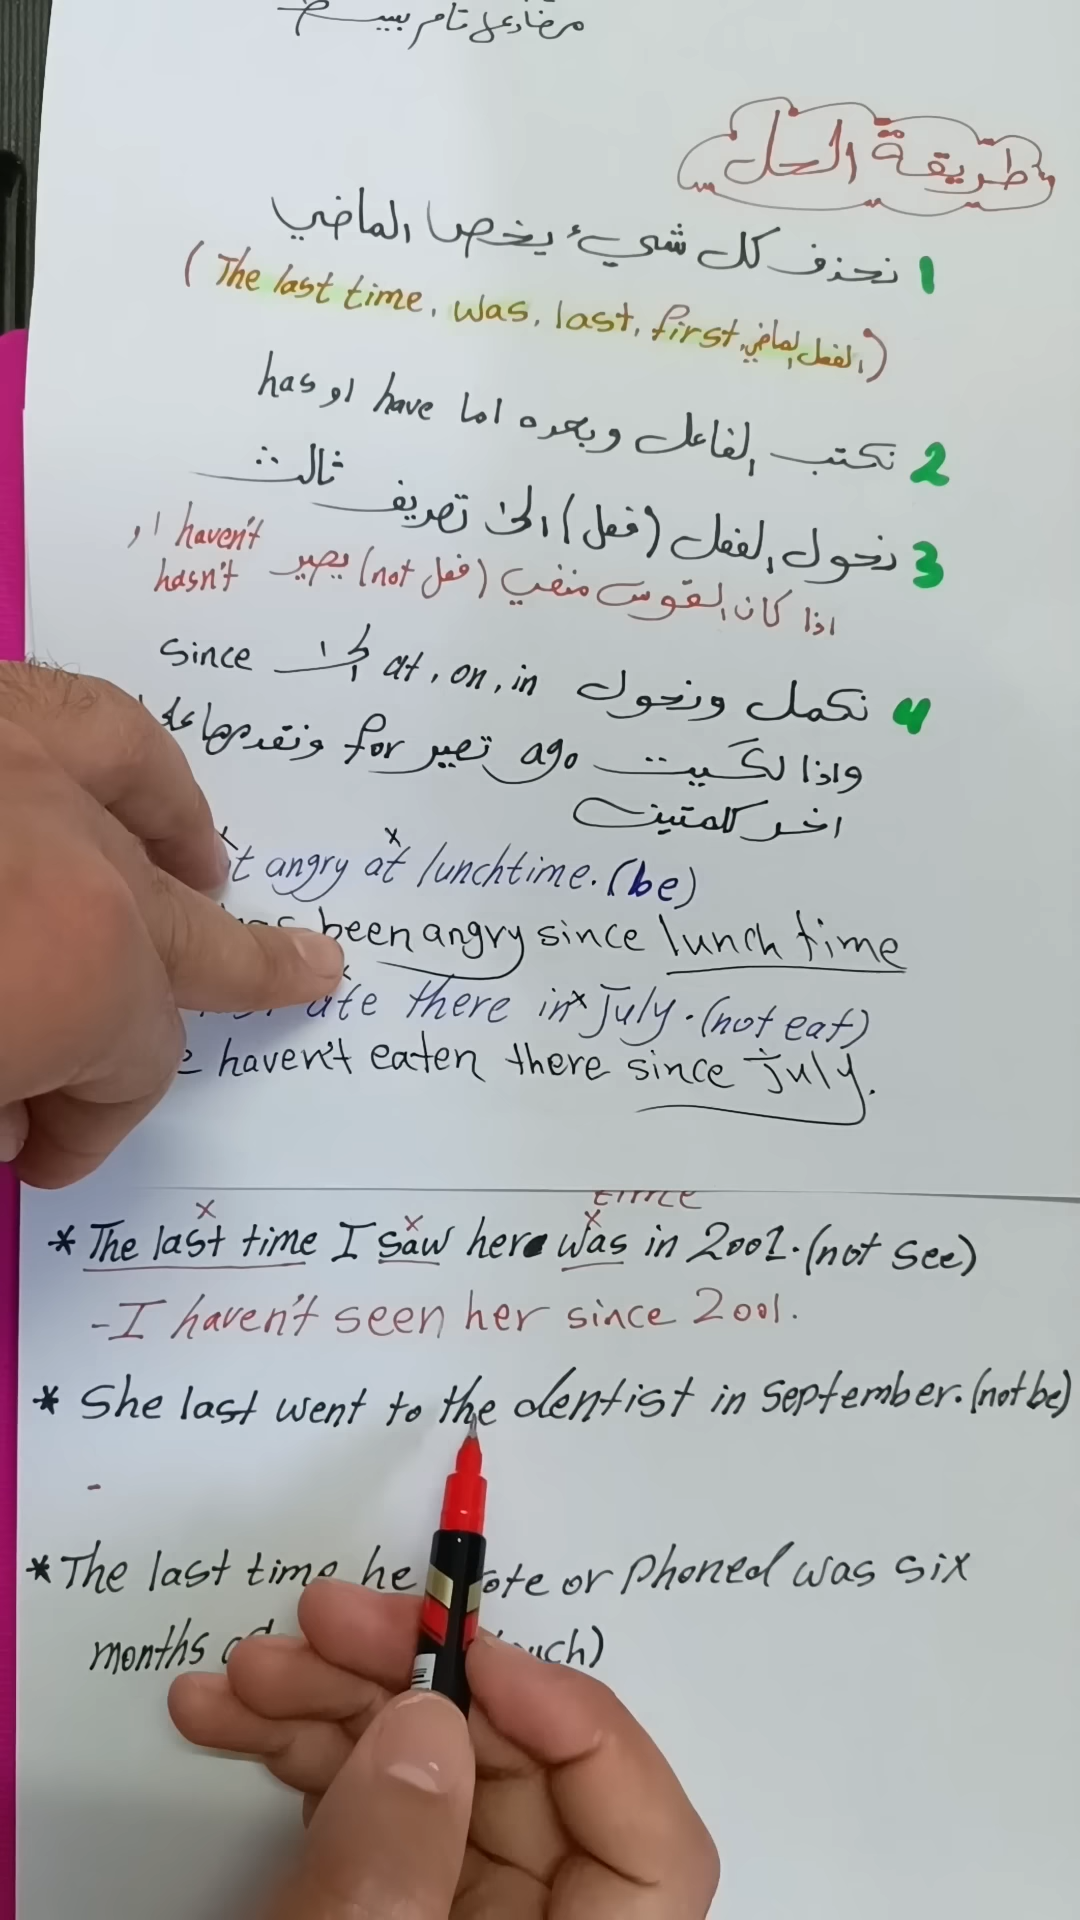 مضارع تام بسيط
طريقة الحل
1 نحذف كل شيء يخص الماضي
(The last time, was, last, first, الفعل الماضي)
2 نكتب الفاعل وبعده اما have او has
3 نحول الفعل (فعل) الى تصريف ثالث
اذا كان القوس منفي (not فعل) يصير haven't او hasn't
4 نكمل ونحول at, on, in الى since
واذا لكيت ago تصير for ونقدمها على
اخر كلمتين
angry at lunchtime. (be)
been angry since lunch time
ate there in July. (not eat)
haven't eaten there since july.
time
* The last time I saw here was in 2001. (not see)
- I haven't seen her since 2001.
* She last went to the dentist in September. (not be)
-
* The last time he or phoned was six
months